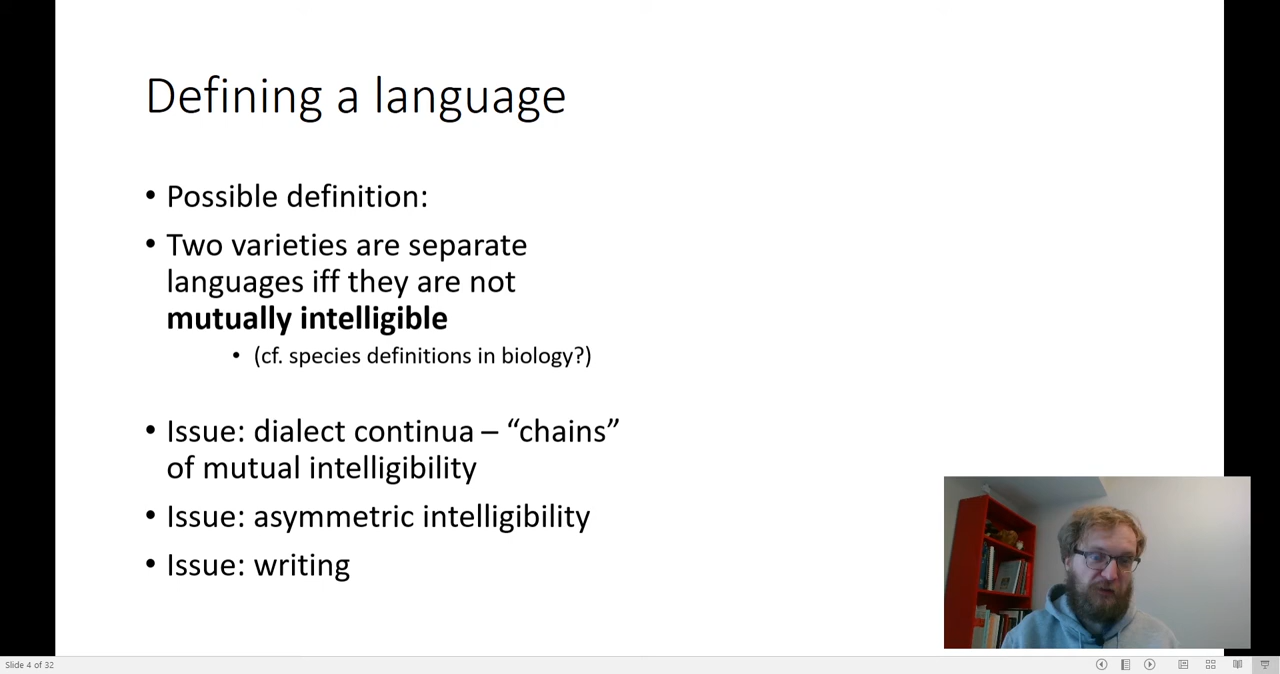 Defining a language
• Possible definition:
• Two varieties are separate
languages iff they are not
mutually intelligible
• (cf. species definitions in biology?)
• Issue: dialect continua – “chains”
of mutual intelligibility
• Issue: asymmetric intelligibility
• Issue: writing
Slide 4 of 32